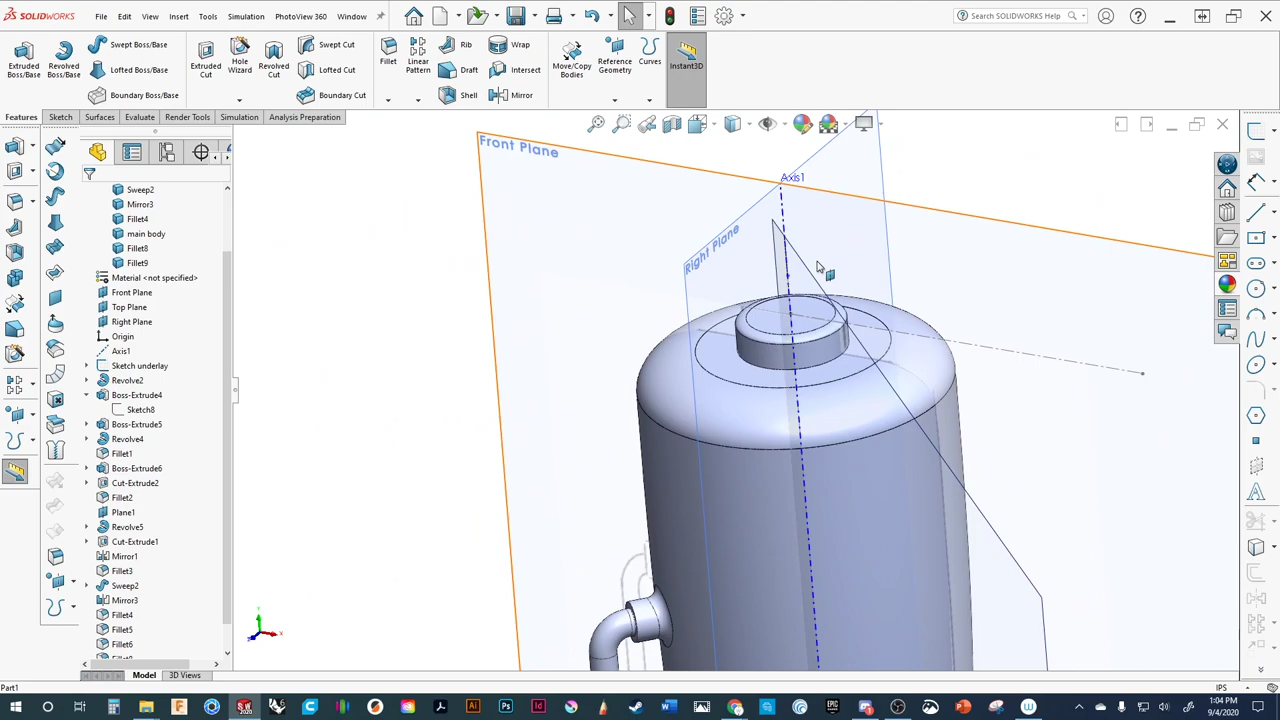 SOLIDWORKS File Edit View Insert Tools Simulation PhotoView 360 Window Search SOLIDWORKS Help
Extruded Boss/Base
Revolved Boss/Base
Swept Boss/Base
Lofted Boss/Base
Boundary Boss/Base
Extruded Cut
Hole Wizard
Revolved Cut
Swept Cut
Lofted Cut
Boundary Cut
Fillet
Linear Pattern
Rib
Draft
Shell
Wrap
Intersect
Mirror
Move/Copy Bodies
Reference Geometry
Curves
Instant3D
Features Sketch Surfaces Evaluate Render Tools Simulation Analysis Preparation
Sweep2
Mirror3
Fillet4
main body
Fillet8
Fillet9
Material <not specified>
Front Plane
Top Plane
Right Plane
Origin
Axis1
Sketch underlay
Revolve2
Boss-Extrude4
Sketch8
Boss-Extrude5
Revolve4
Fillet1
Boss-Extrude6
Cut-Extrude2
Fillet2
Plane1
Revolve5
Cut-Extrude1
Mirror1
Fillet3
Sweep2
Mirror3
Fillet4
Fillet5
Fillet6
Front Plane
Axis1
Right Plane
Y
X
Z
Model 3D Views
Part1 IPS
1:04 PM
9/4/2020